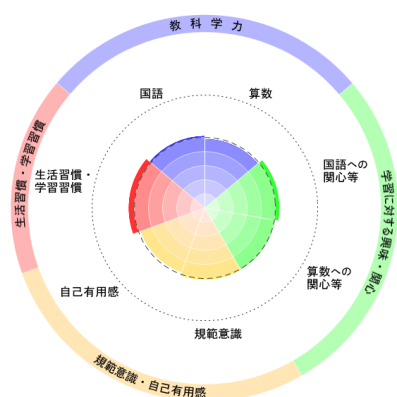 教科学力
国語
算数
生活習慣・学習習慣
生活習慣・
学習習慣
国語への
関心等
学習に対する興味・関心
算数への
関心等
自己有用感
規範意識
規範意識・自己有用感